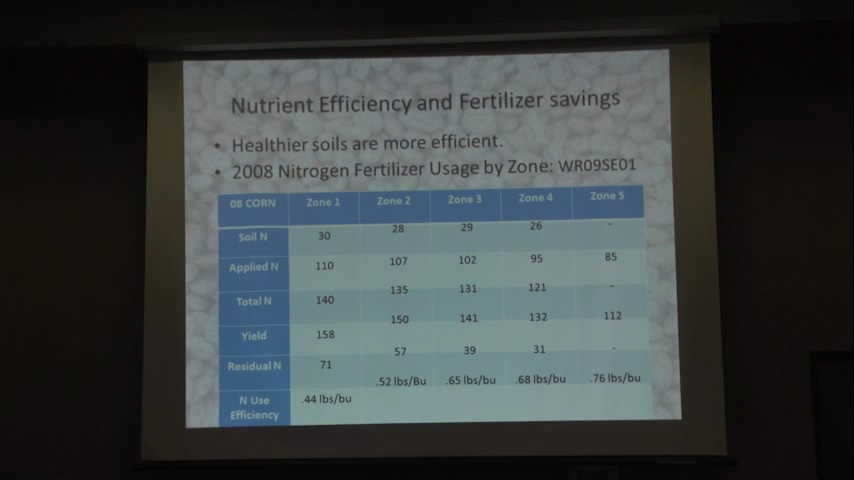 Nutrient Efficiency and Fertilizer savings
• Healthier soils are more efficient.
• 2008 Nitrogen Fertilizer Usage by Zone: WR09SE01
08 CORN Zone 1 Zone 2 Zone 3 Zone 4 Zone 5
Soil N 30 28 29 26 -
Applied N 110 107 102 95 85
Total N 140 135 131 121 -
Yield 158 150 141 132 112
Residual N 71 57 39 31 -
N Use Efficiency .44 lbs/bu .52 lbs/Bu .65 lbs/bu .68 lbs/bu .76 lbs/bu